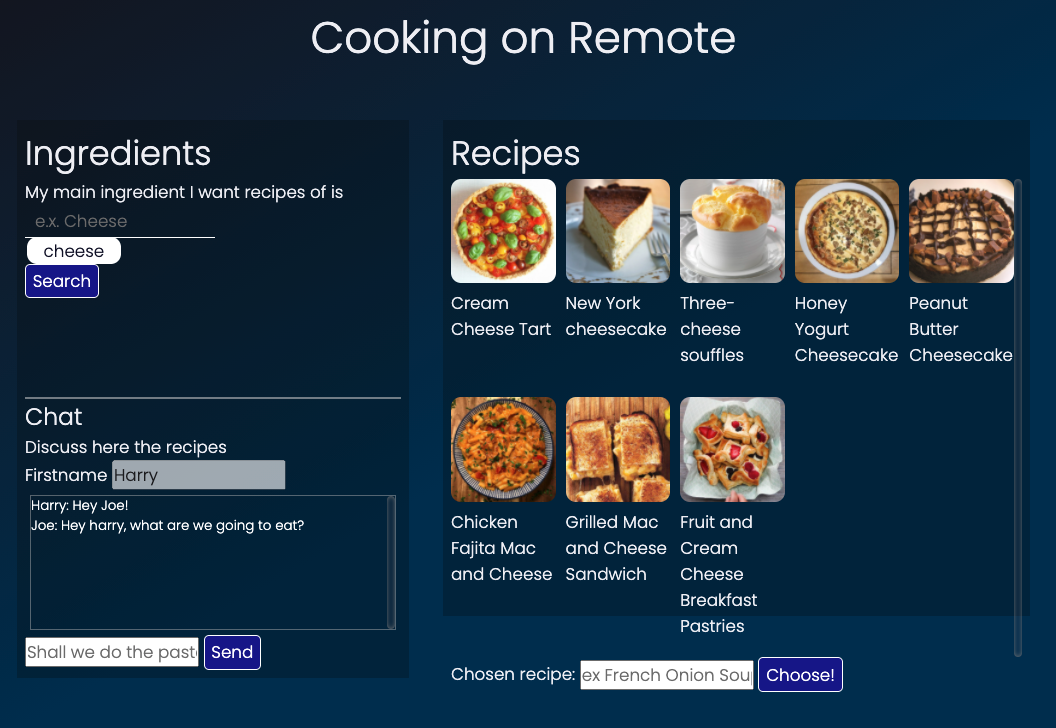 Cooking on Remote
Ingredients
My main ingredient I want recipes of is
e.x. Cheese
cheese
Search
Chat
Discuss here the recipes
Firstname Harry
Harry: Hey Joe!
Joe: Hey harry, what are we going to eat?
Shall we do the past
Send
Recipes
Cream
Cheese Tart
New York
cheesecake
Three-
cheese
souffles
Honey
Yogurt
Cheesecake
Peanut
Butter
Cheesecake
Chicken
Fajita Mac
and Cheese
Grilled Mac
and Cheese
Sandwich
Fruit and
Cream
Cheese
Breakfast
Pastries
Chosen recipe: ex French Onion Soup Choose!